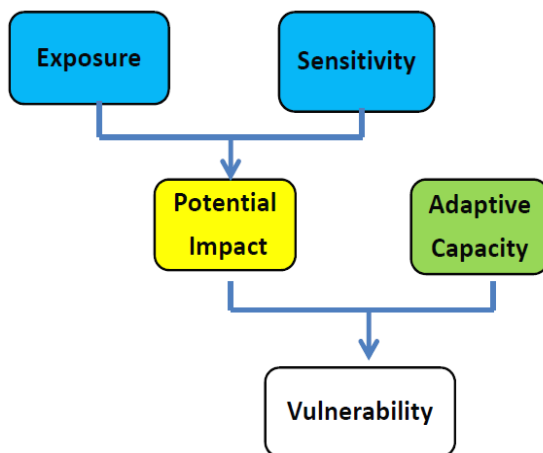 Exposure
Sensitivity
Potential
Impact
Adaptive
Capacity
Vulnerability